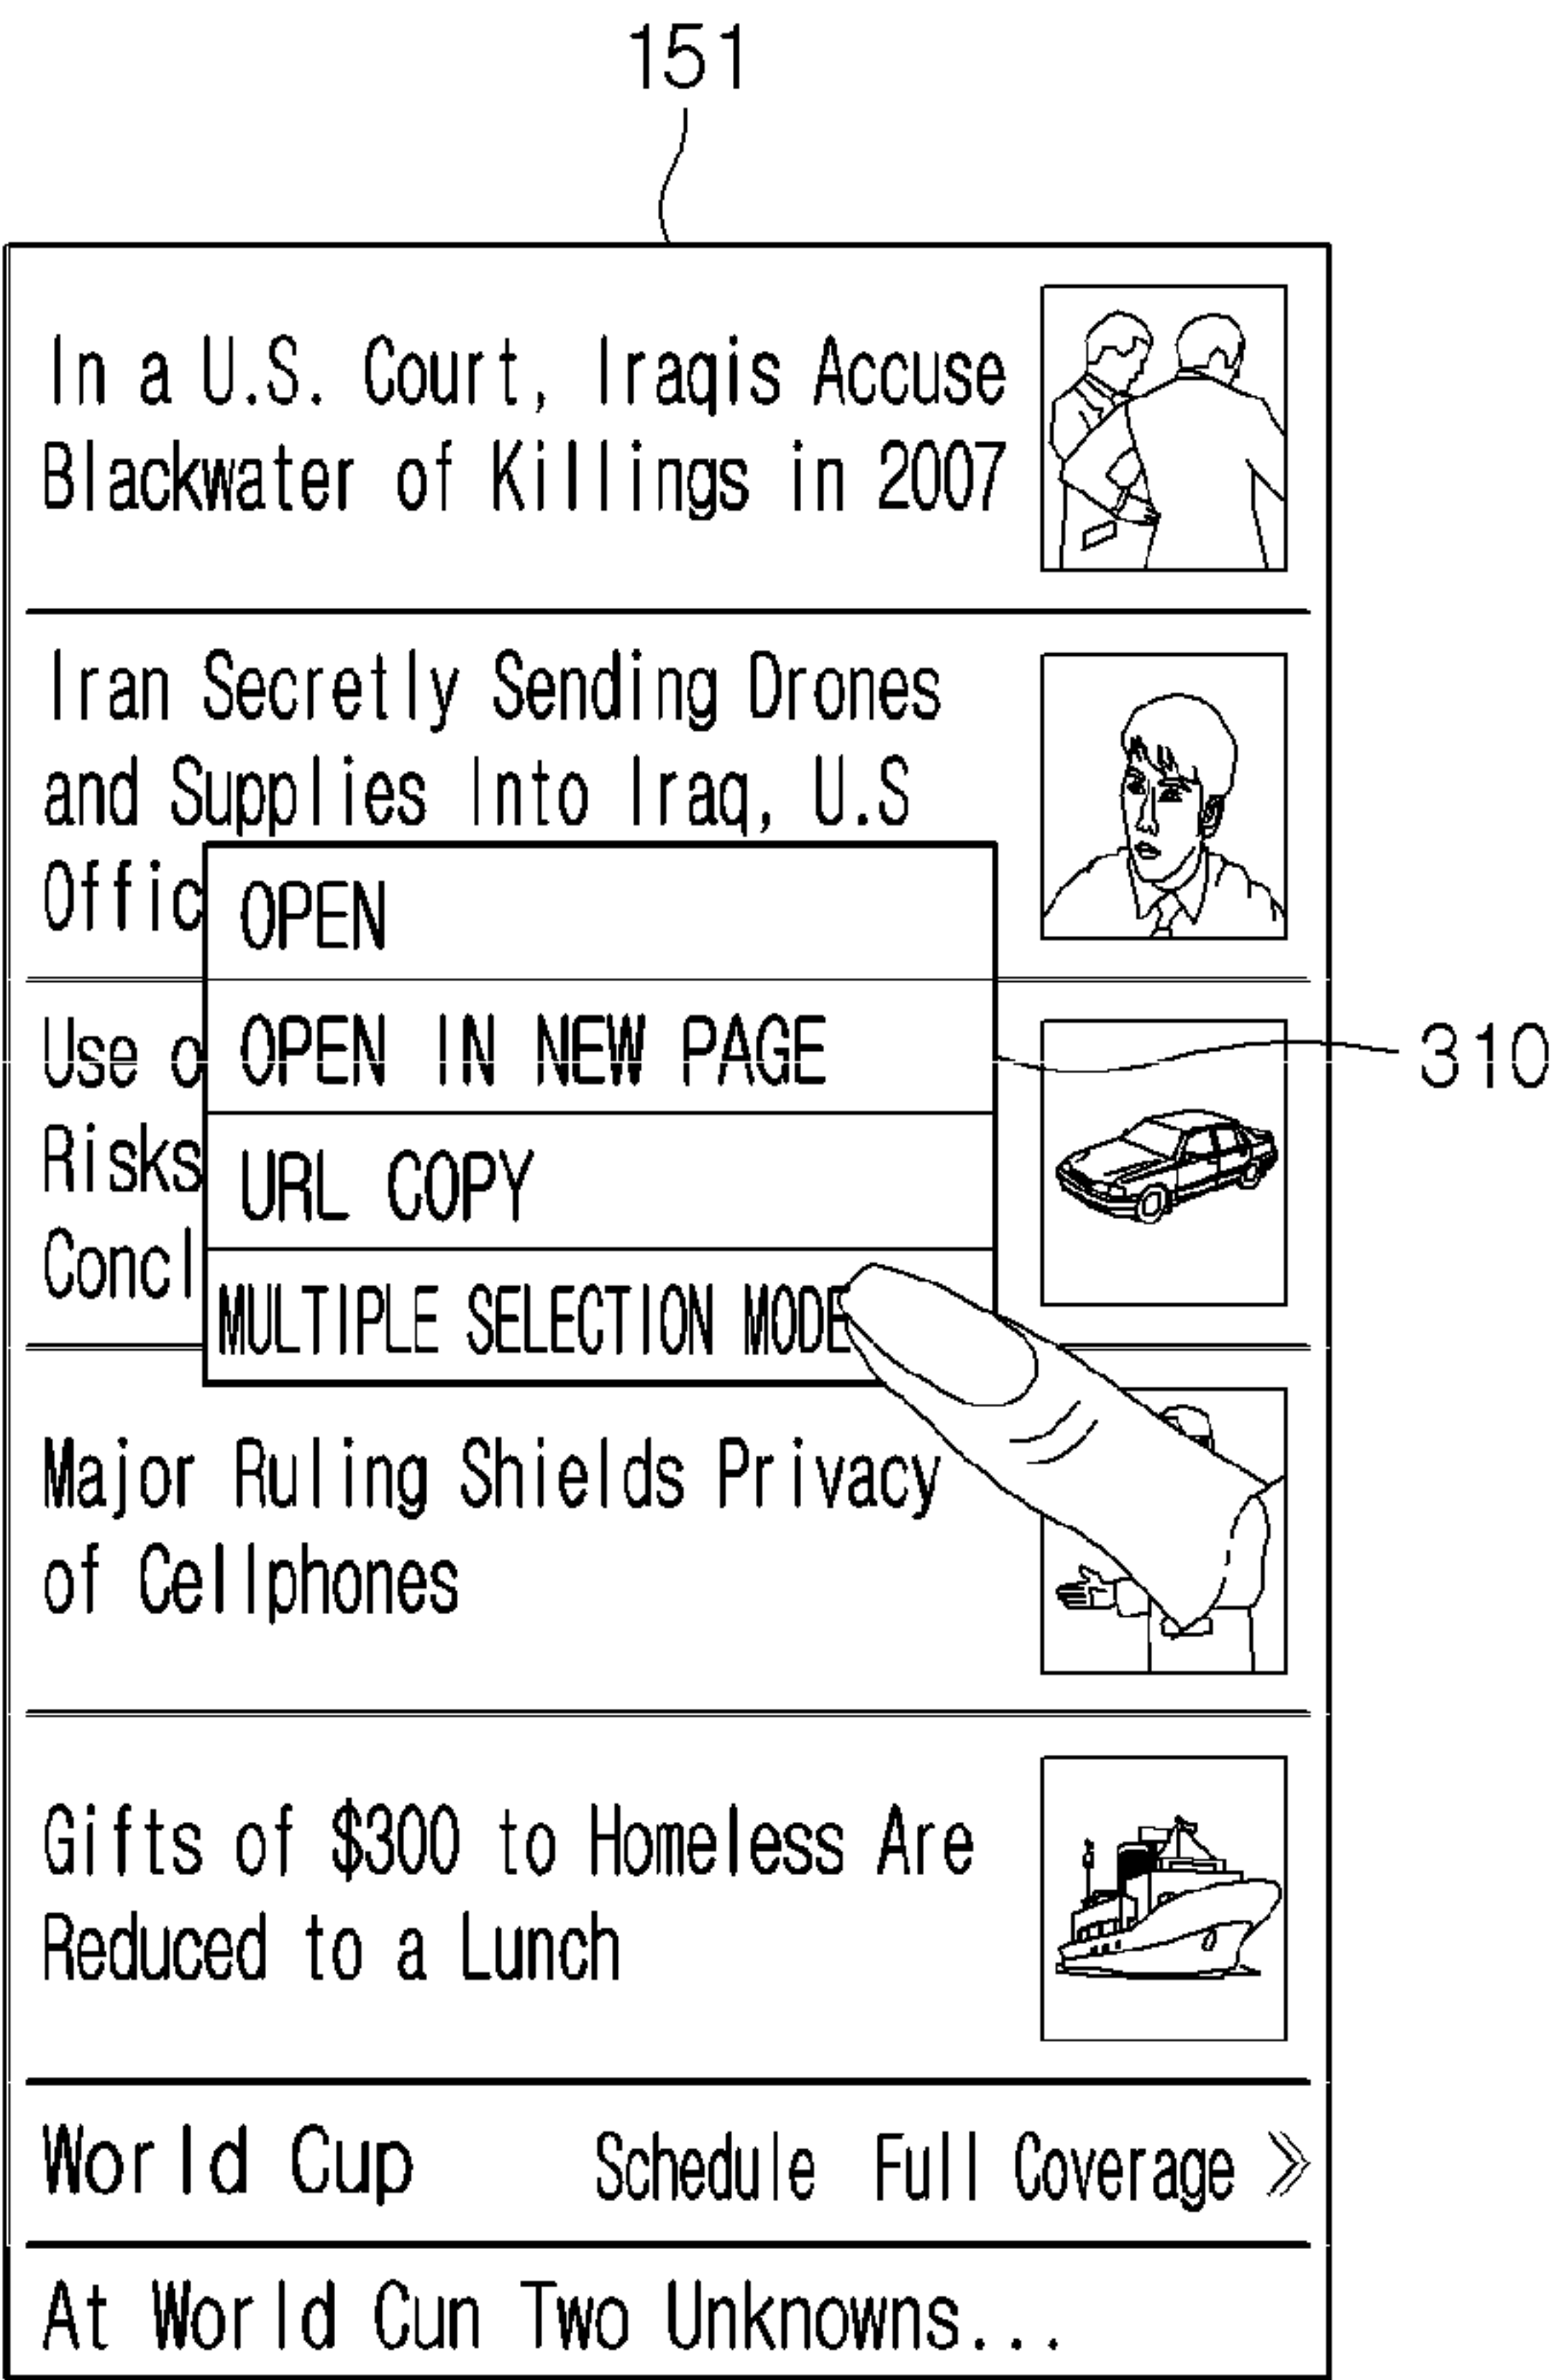 151
In a U.S. Court, Iraqis Accuse
Blackwater of Killings in 2007
Iran Secretly Sending Drones
and Supplies Into Iraq, U.S
Offic
OPEN
Use o
OPEN IN NEW PAGE
310
Risks
URL COPY
Concl
MULTIPLE SELECTION MODE
Major Ruling Shields Privacy
of Cellphones
Gifts of $300 to Homeless Are
Reduced to a Lunch
World Cup Schedule Full Coverage »
At World Cun Two Unknowns...